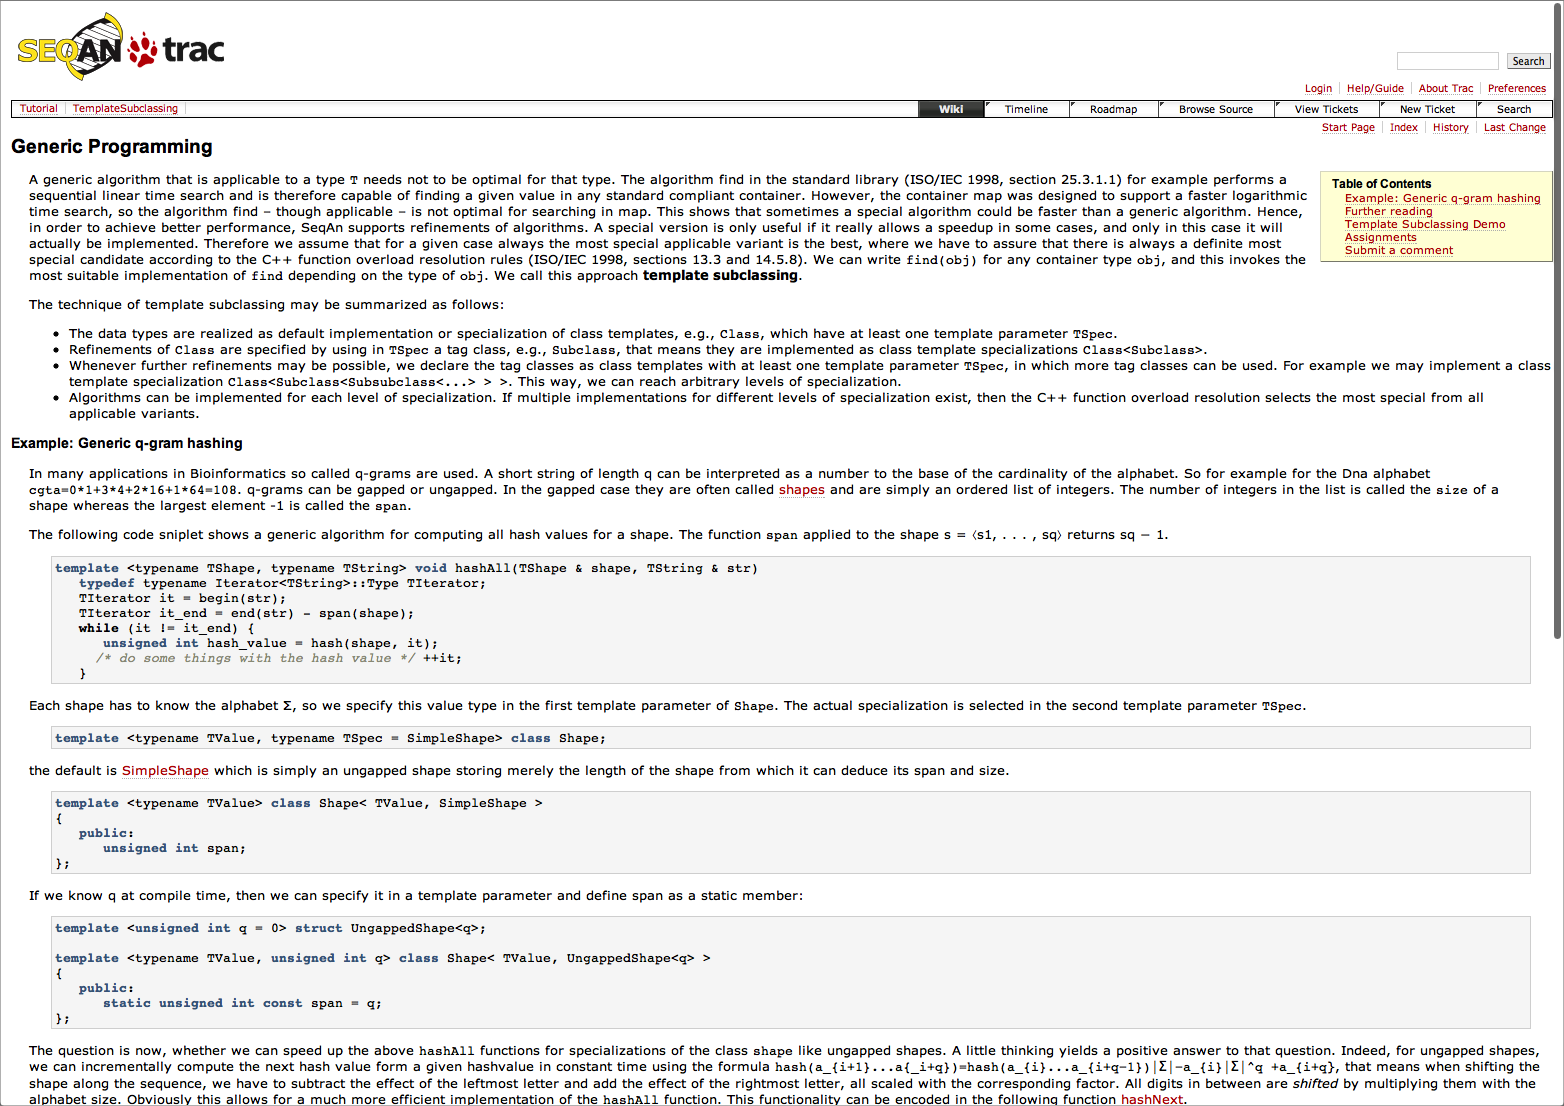 SEQAN trac
Search
Login Help/Guide About Trac Preferences
Tutorial TemplateSubclassing Wiki Timeline Roadmap Browse Source View Tickets New Ticket Search
Start Page Index History Last Change
Generic Programming
A generic algorithm that is applicable to a type T needs not to be optimal for that type. The algorithm find in the standard library (ISO/IEC 1998, section 25.3.1.1) for example performs a
sequential linear time search and is therefore capable of finding a given value in any standard compliant container. However, the container map was designed to support a faster logarithmic
time search, so the algorithm find – though applicable – is not optimal for searching in map. This shows that sometimes a special algorithm could be faster than a generic algorithm. Hence,
in order to achieve better performance, SeqAn supports refinements of algorithms. A special version is only useful if it really allows a speedup in some cases, and only in this case it will
actually be implemented. Therefore we assume that for a given case always the most special applicable variant is the best, where we have to assure that there is always a definite most
special candidate according to the C++ function overload resolution rules (ISO/IEC 1998, sections 13.3 and 14.5.8). We can write find(obj) for any container type obj, and this invokes the
most suitable implementation of find depending on the type of obj. We call this approach template subclassing.
Table of Contents
Example: Generic q-gram hashing
Further reading
Template Subclassing Demo
Assignments
Submit a comment
The technique of template subclassing may be summarized as follows:
• The data types are realized as default implementation or specialization of class templates, e.g., Class, which have at least one template parameter TSpec.
• Refinements of Class are specified by using in TSpec a tag class, e.g., Subclass, that means they are implemented as class template specializations Class<Subclass>.
• Whenever further refinements may be possible, we declare the tag classes as class templates with at least one template parameter TSpec, in which more tag classes can be used. For example we may implement a class
template specialization Class<Subclass<Subsubclass<...> > >. This way, we can reach arbitrary levels of specialization.
• Algorithms can be implemented for each level of specialization. If multiple implementations for different levels of specialization exist, then the C++ function overload resolution selects the most special from all
applicable variants.
Example: Generic q-gram hashing
In many applications in Bioinformatics so called q-grams are used. A short string of length q can be interpreted as a number to the base of the cardinality of the alphabet. So for example for the Dna alphabet
cgta=0*1+3*4+2*16+1*64=108. q-grams can be gapped or ungapped. In the gapped case they are often called shapes and are simply an ordered list of integers. The number of integers in the list is called the size of a
shape whereas the largest element -1 is called the span.
The following code sniplet shows a generic algorithm for computing all hash values for a shape. The function span applied to the shape s = ⟨s1, . . . , sq⟩ returns sq − 1.
template <typename TShape, typename TString> void hashAll(TShape & shape, TString & str)
typedef typename Iterator<TString>::Type TIterator;
TIterator it = begin(str);
TIterator it_end = end(str) - span(shape);
while (it != it_end) {
unsigned int hash_value = hash(shape, it);
/* do some things with the hash value */ ++it;
}
Each shape has to know the alphabet Σ, so we specify this value type in the first template parameter of Shape. The actual specialization is selected in the second template parameter TSpec.
template <typename TValue, typename TSpec = SimpleShape> class Shape;
the default is SimpleShape which is simply an ungapped shape storing merely the length of the shape from which it can deduce its span and size.
template <typename TValue> class Shape< TValue, SimpleShape >
{
public:
unsigned int span;
};
If we know q at compile time, then we can specify it in a template parameter and define span as a static member:
template <unsigned int q = 0> struct UngappedShape<q>;
template <typename TValue, unsigned int q> class Shape< TValue, UngappedShape<q> >
{
public:
static unsigned int const span = q;
};
The question is now, whether we can speed up the above hashAll functions for specializations of the class shape like ungapped shapes. A little thinking yields a positive answer to that question. Indeed, for ungapped shapes,
we can incrementally compute the next hash value form a given hashvalue in constant time using the formula hash(a_{i+1}...a{_i+q})=hash(a_{i}...a_{i+q-1})|Σ|-a_{i}|Σ|^q +a_{i+q}, that means when shifting the
shape along the sequence, we have to subtract the effect of the leftmost letter and add the effect of the rightmost letter, all scaled with the corresponding factor. All digits in between are shifted by multiplying them with the
alphabet size. Obviously this allows for a much more efficient implementation of the hashAll function. This functionality can be encoded in the following function hashNext.